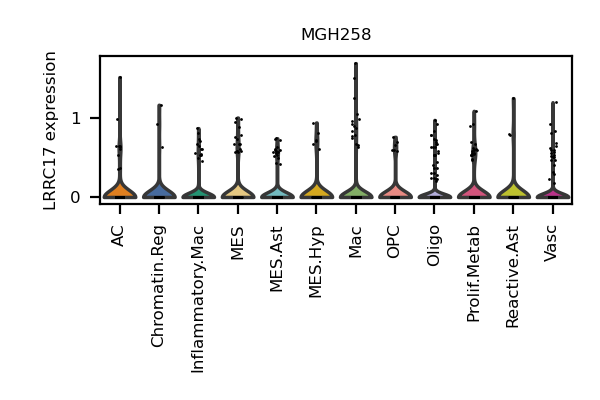 MGH258
LRRC17 expression
1
0
AC
Chromatin.Reg
Inflammatory.Mac
MES
MES.Ast
MES.Hyp
Mac
OPC
Oligo
Prolif.Metab
Reactive.Ast
Vasc